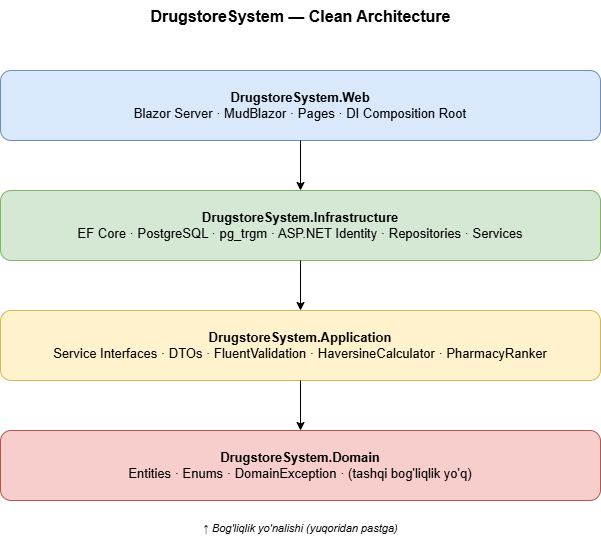 DrugstoreSystem — Clean Architecture
DrugstoreSystem.Web
Blazor Server · MudBlazor · Pages · DI Composition Root
DrugstoreSystem.Infrastructure
EF Core · PostgreSQL · pg_trgm · ASP.NET Identity · Repositories · Services
DrugstoreSystem.Application
Service Interfaces · DTOs · FluentValidation · HaversineCalculator · PharmacyRanker
DrugstoreSystem.Domain
Entities · Enums · DomainException · (tashqi bog'liqlik yo'q)
↑ Bog'liqlik yo'nalishi (yuqoridan pastga)